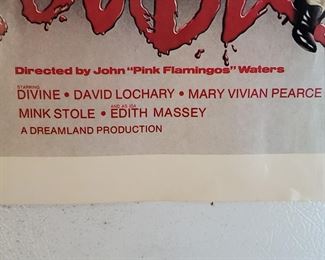 Directed by John "Pink Flamingos" Waters
STARRING
DIVINE • DAVID LOCHARY • MARY VIVIAN PEARCE
MINK STOLE • AND AS IDA EDITH MASSEY
A DREAMLAND PRODUCTION